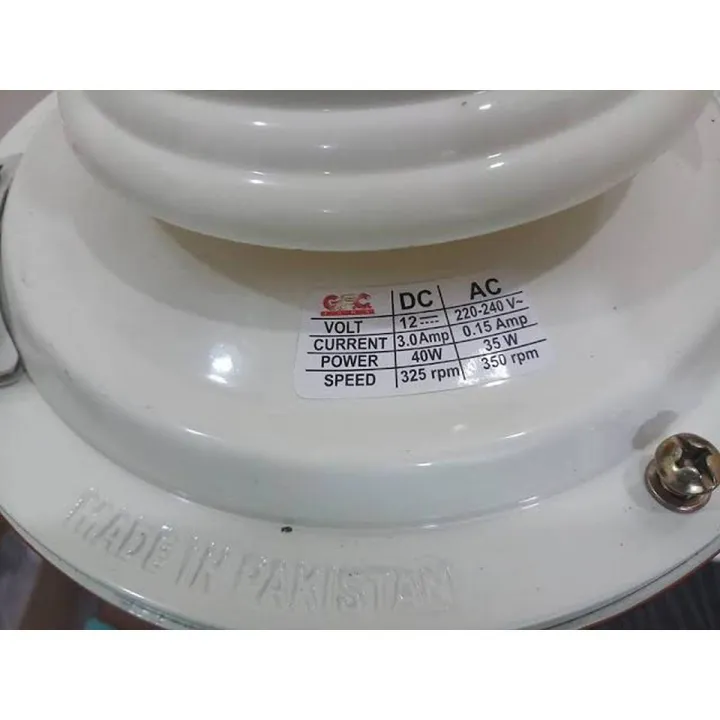 GFC DC AC
VOLT 12⎓ 220-240 V~
CURRENT 3.0Amp 0.15 Amp
POWER 40W 35 W
SPEED 325 rpm 350 rpm
MADE IN PAKISTAN